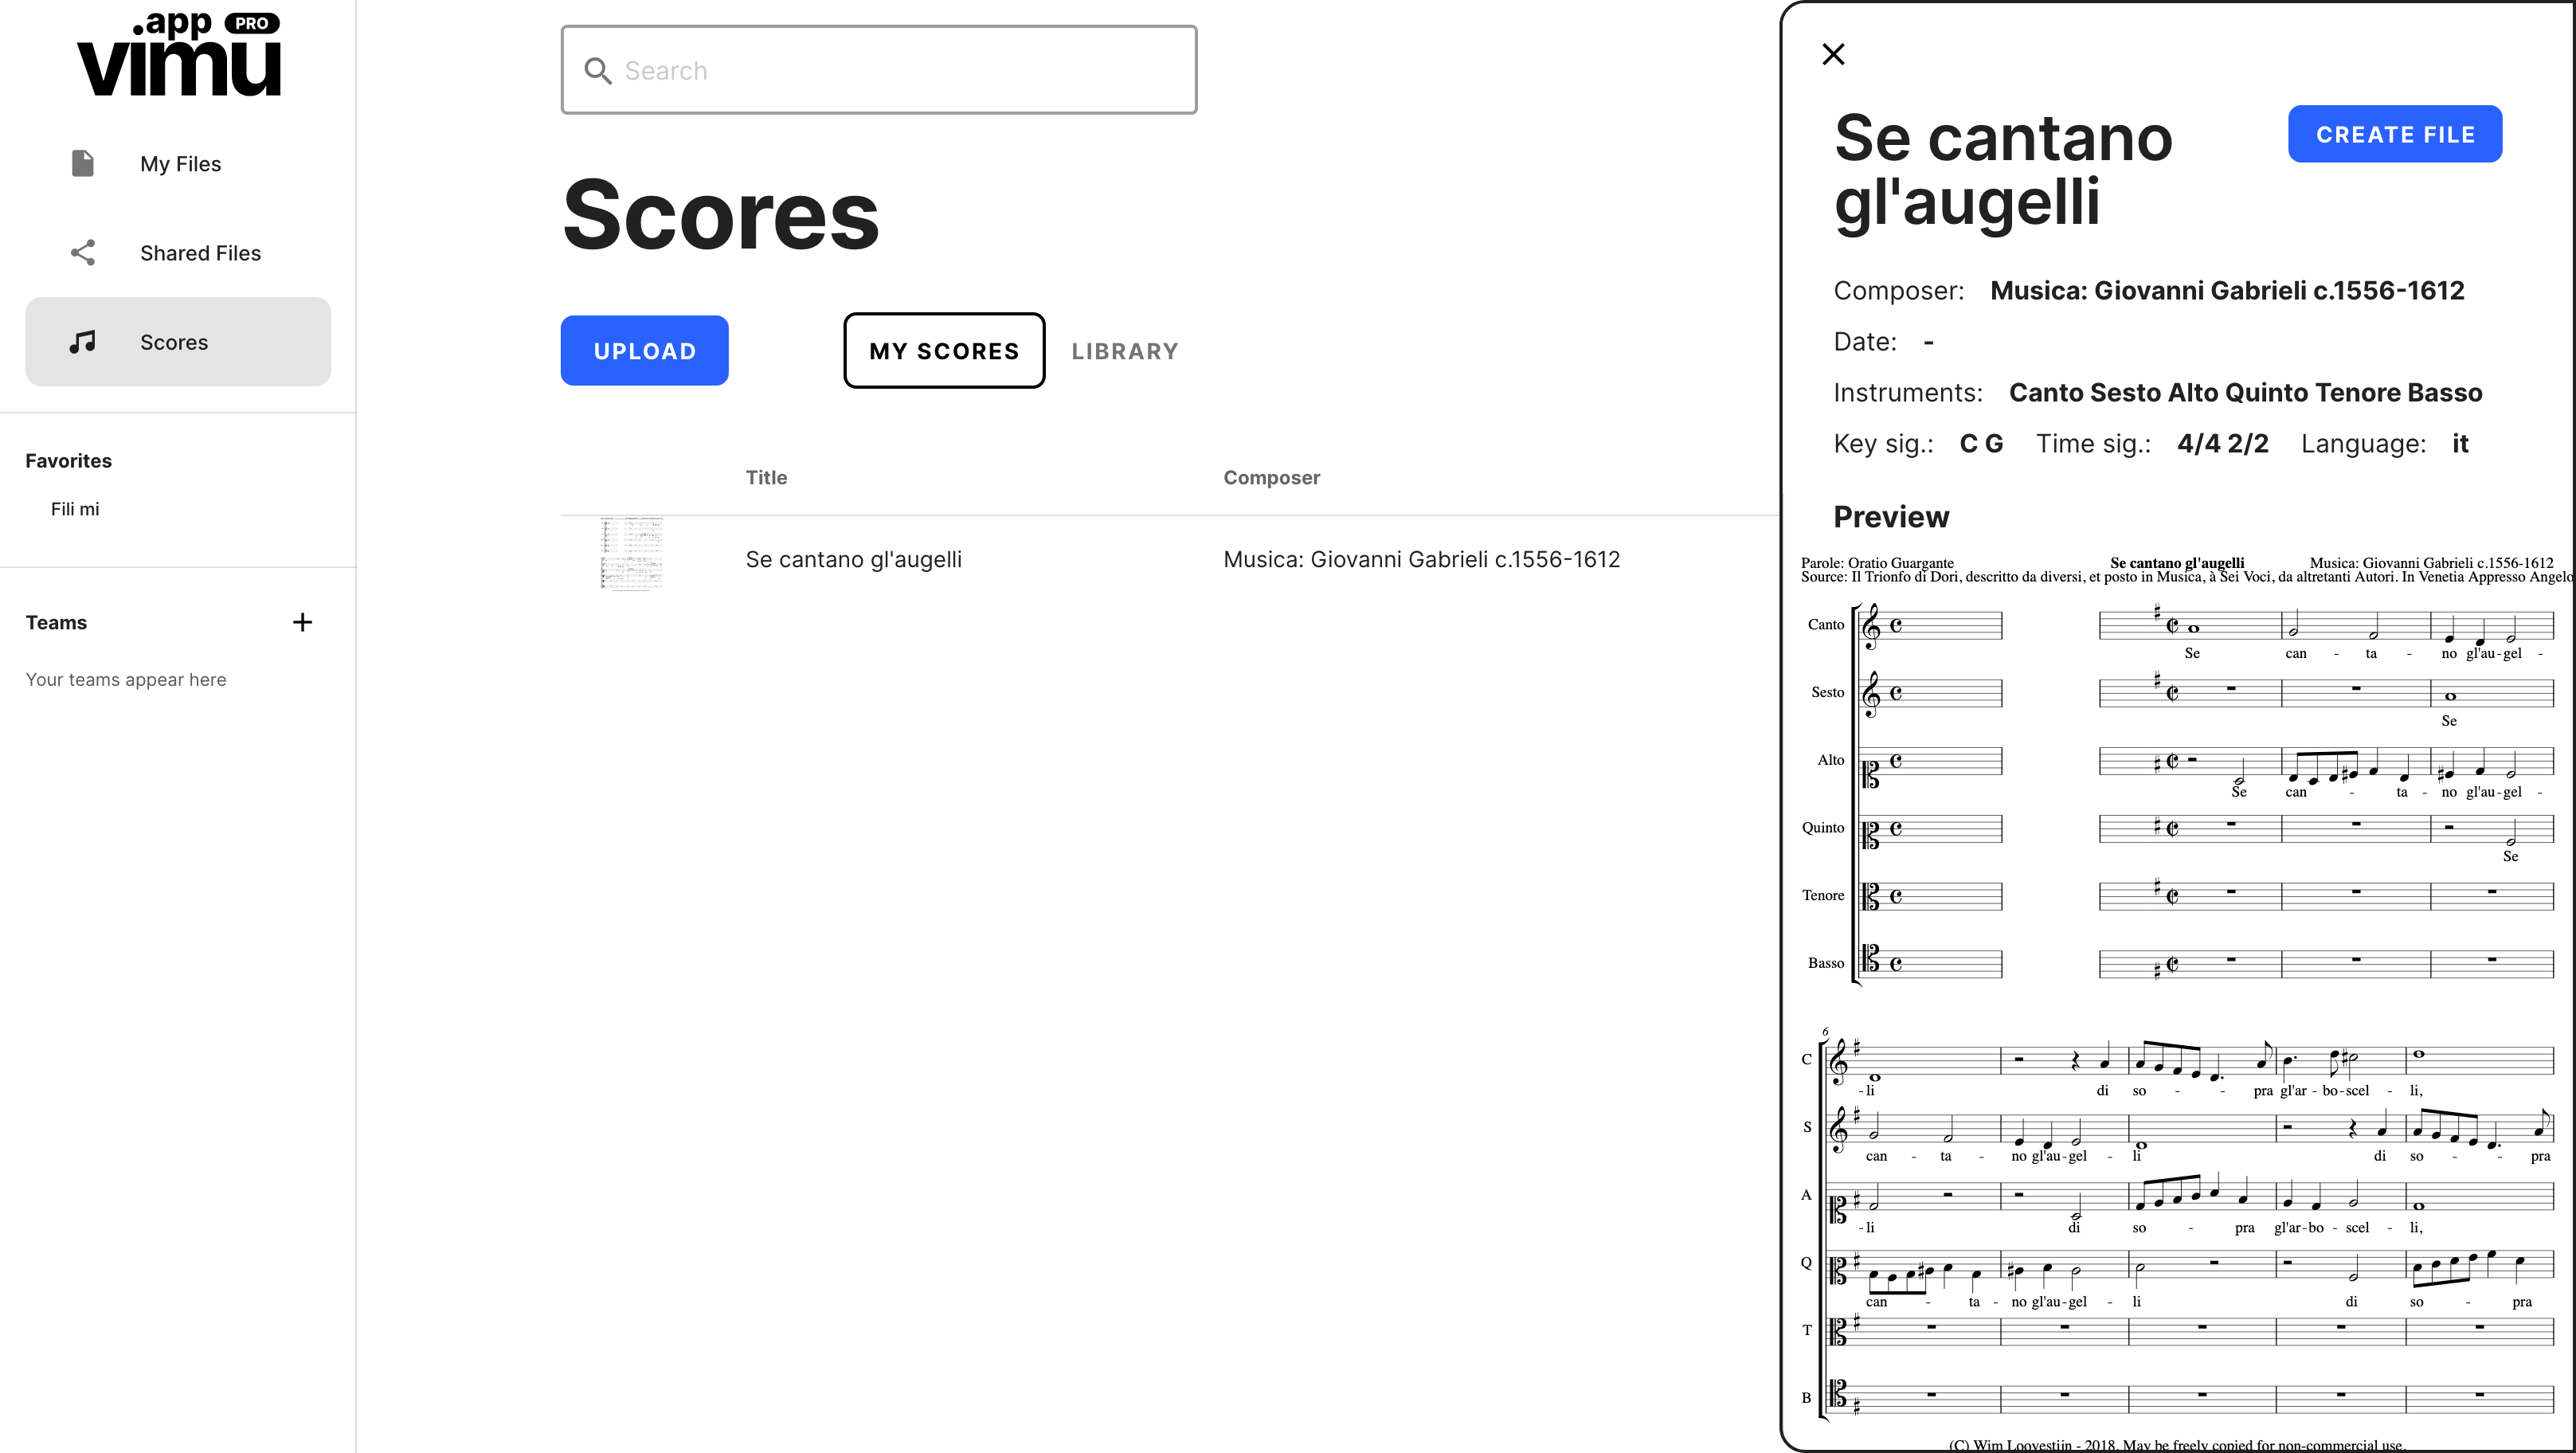 .app PRO
vimu
My Files
Shared Files
Scores
Favorites
Fili mi
Teams +
Your teams appear here
Search
Scores
UPLOAD
MY SCORES LIBRARY
Title Composer
Se cantano gl'augelli Musica: Giovanni Gabrieli c.1556-1612
Se cantano
gl'augelli
CREATE FILE
Composer: Musica: Giovanni Gabrieli c.1556-1612
Date: -
Instruments: Canto Sesto Alto Quinto Tenore Basso
Key sig.: C G Time sig.: 4/4 2/2 Language: it
Preview
Parole: Oratio Guargante Se cantano gl'augelli Musica: Giovanni Gabrieli c.1556-1612
Source: Il Trionfo di Dori, descritto da diversi, et posto in Musica, à Sei Voci, da altretanti Autori. In Venetia Appresso Angelo
Canto
Se can - ta - no gl'au-gel -
Sesto
Se
Alto
Se can - ta - no gl'au-gel -
Quinto
Se
Tenore
Basso
6
C
-li di so - - pra gl'ar - bo-scel - li,
S
can - ta - no gl'au-gel - li di so - - pra
A
-li di so - pra gl'ar-bo - scel - li,
Q
can - ta - no gl'au-gel - li di so - pra
T
B
(C) Wim Looyestijn - 2018. May be freely copied for non-commercial use.